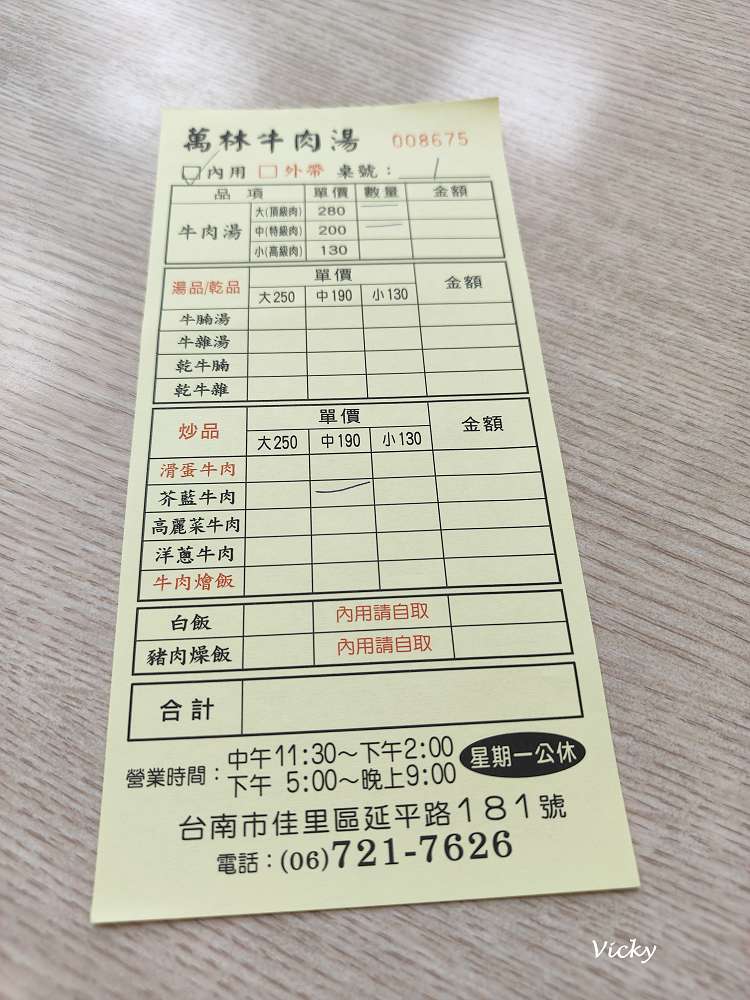 萬林牛肉湯 008675
□內用 □外帶 桌號：1
品項 單價 數量 金額
牛肉湯 大(頂級肉) 280
中(特級肉) 200
小(高級肉) 130
湯品/乾品 單價 金額
大250 中190 小130
牛腩湯
牛雜湯
乾牛腩
乾牛雜
炒品 單價 金額
大250 中190 小130
滑蛋牛肉
芥藍牛肉
高麗菜牛肉
洋蔥牛肉
牛肉燴飯
白飯 內用請自取
豬肉燥飯 內用請自取
合計
營業時間：中午11:30～下午2:00 星期一公休
下午 5:00～晚上9:00
台南市佳里區延平路181號
電話：(06)721-7626
Vicky